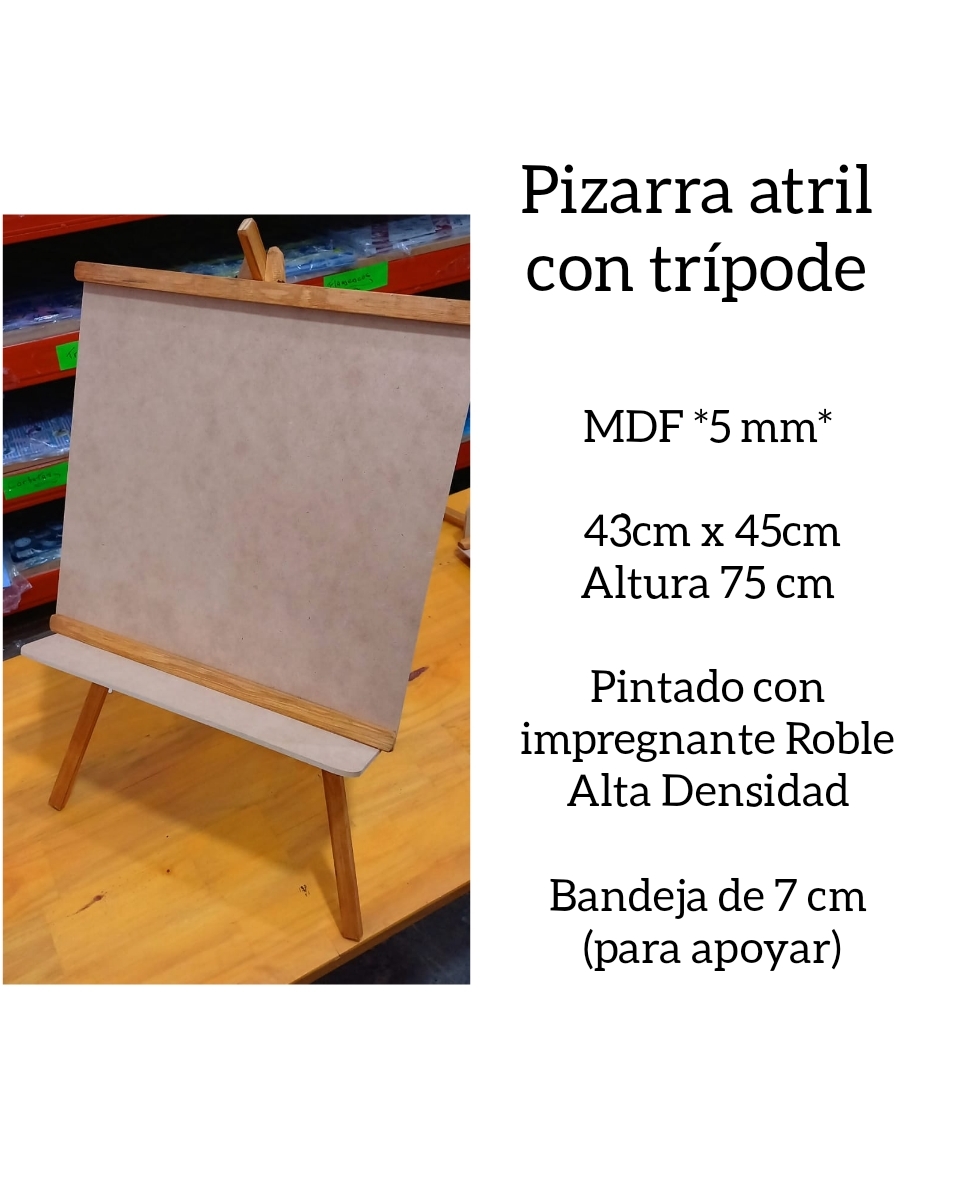 Pizarra atril
con trípode
MDF *5 mm*
43cm x 45cm
Altura 75 cm
Pintado con
impregnante Roble
Alta Densidad
Bandeja de 7 cm
(para apoyar)